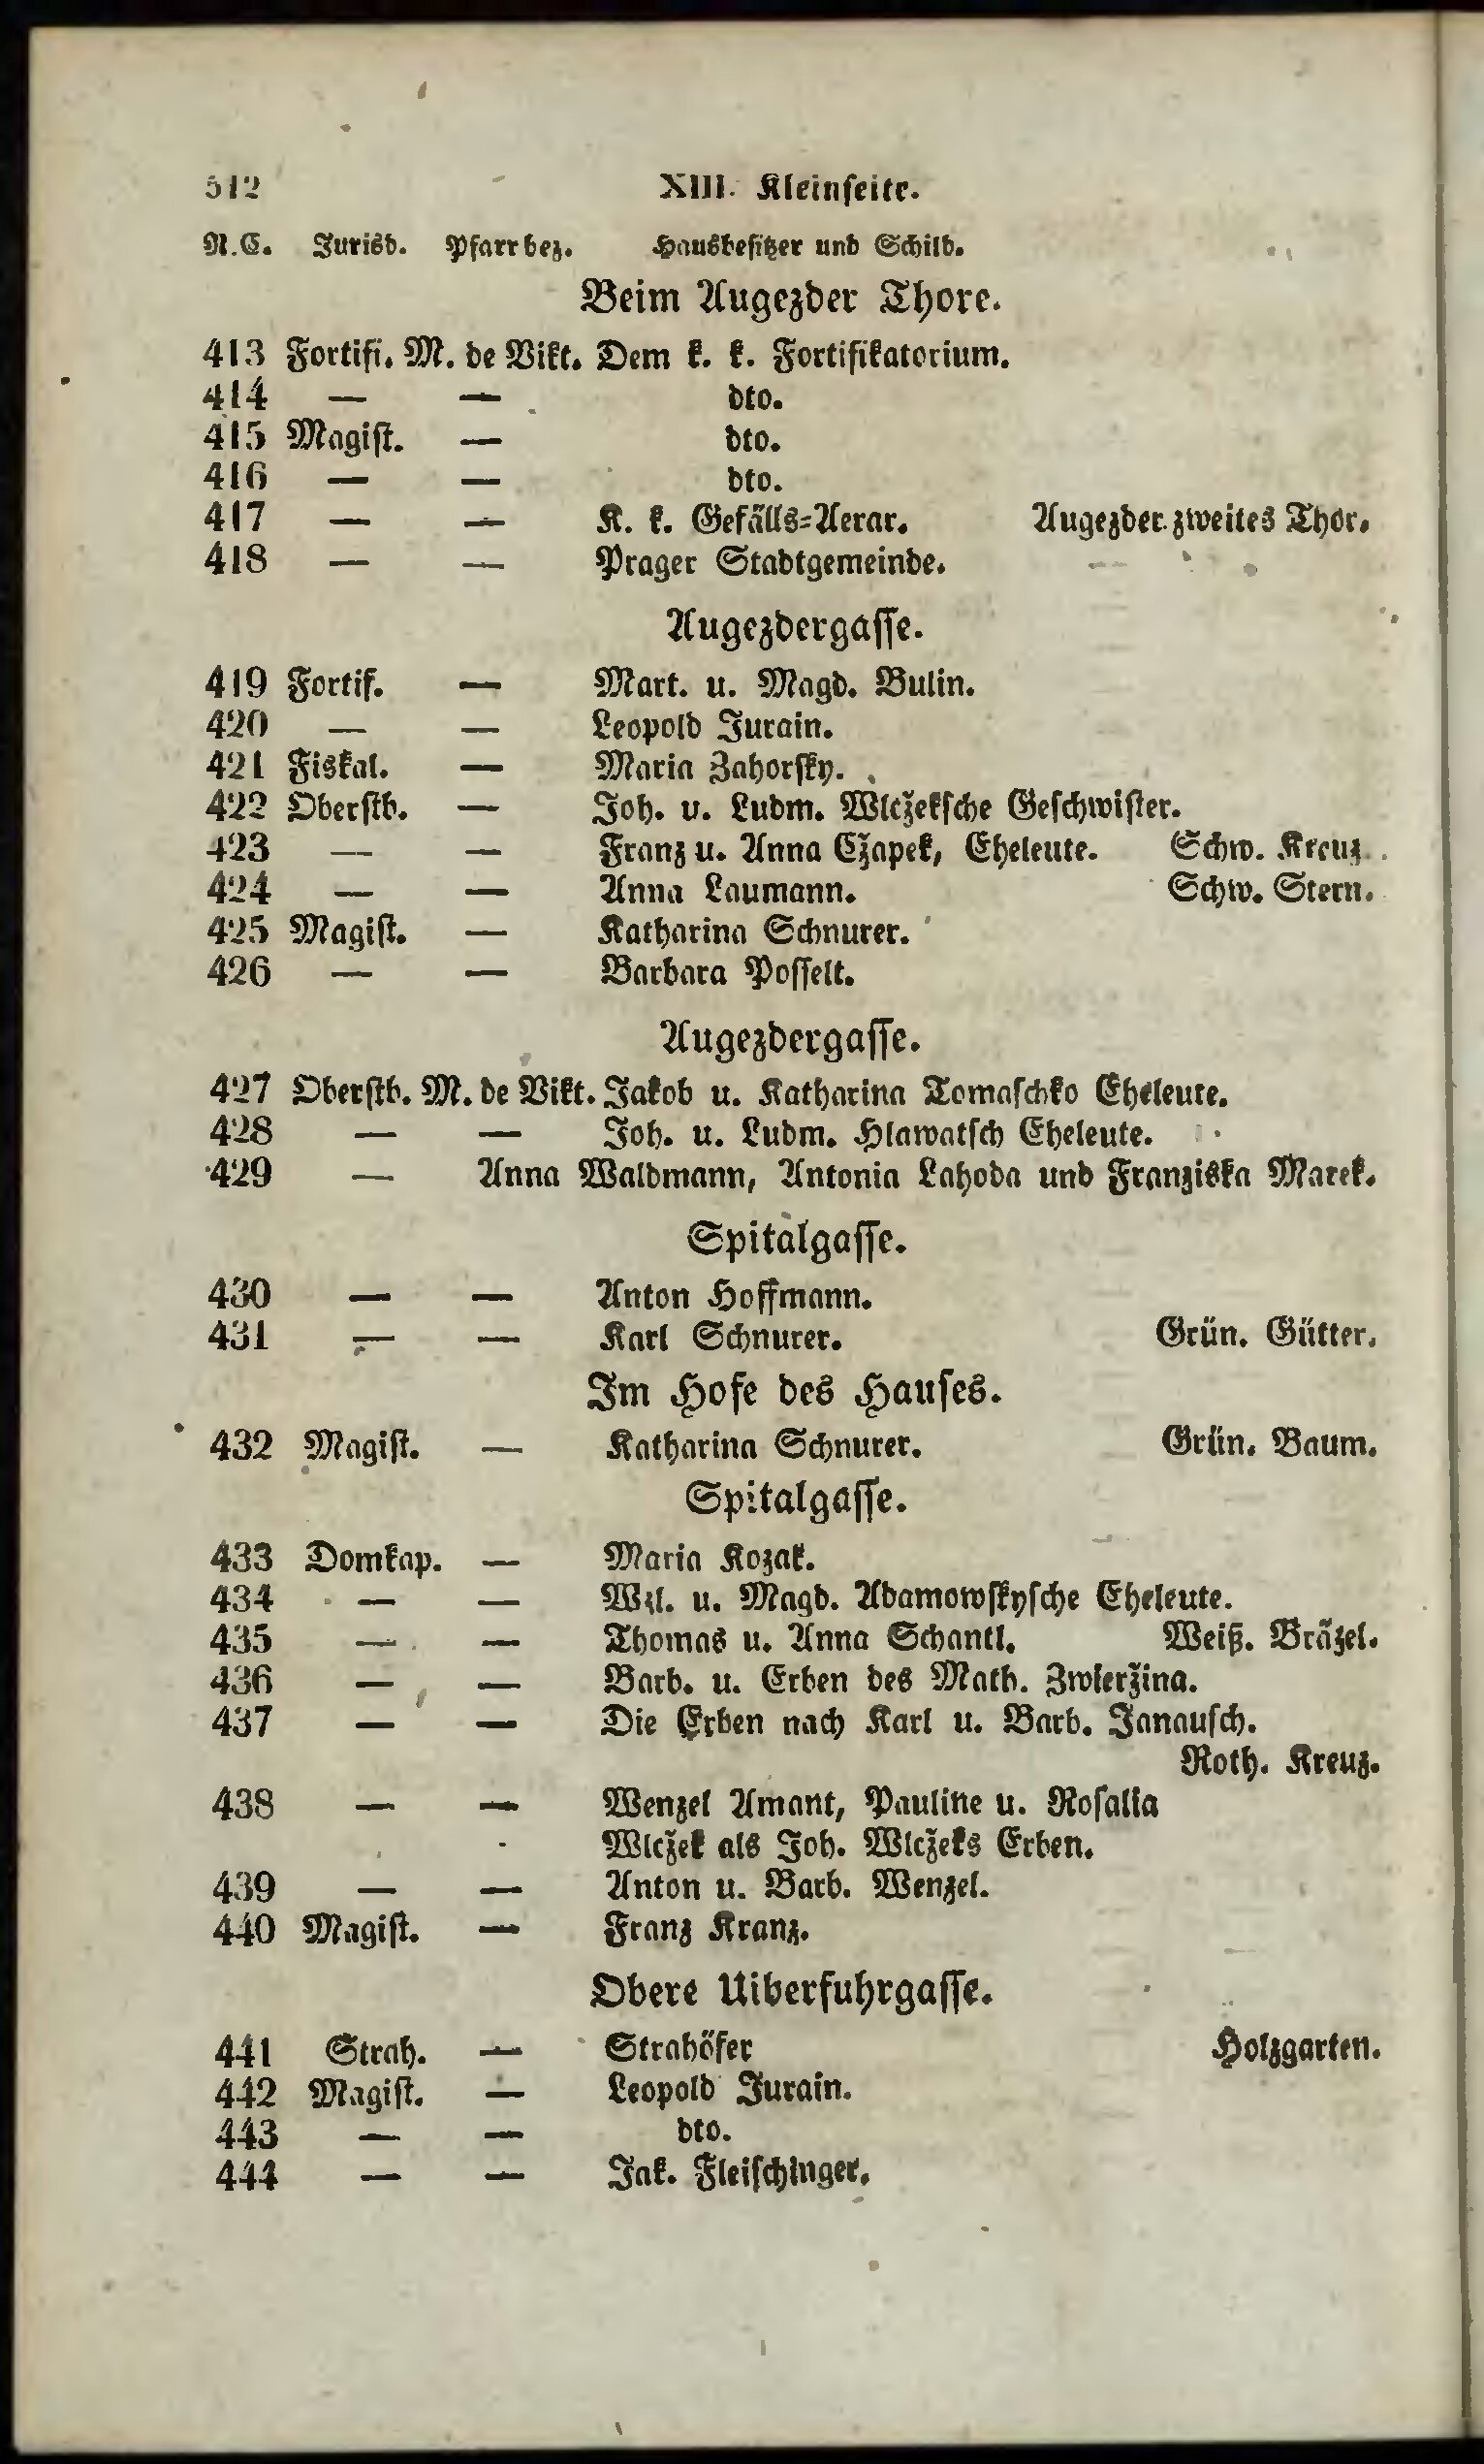 512 XIII. Kleinseite.
N.C. Jurisd. Pfarrbez. Hausbesitzer und Schild.
Beim Augezder Thore.
413 Fortifi. M. de Vikt. Dem k. k. Fortifikatorium.
414 — — dto.
415 Magist. — dto.
416 — — dto.
417 — — K. k. Gefälls=Aerar. Augezder zweites Thor.
418 — — Prager Stadtgemeinde.
Augezdergasse.
419 Fortif. — Mart. u. Magd. Bulin.
420 — — Leopold Jurain.
421 Fiskal. — Maria Zahorsky.
422 Oberstb. — Joh. u. Ludm. Wlcžeksche Geschwister.
423 — — Franz u. Anna Cžapek, Eheleute. Schw. Kreuz.
424 — — Anna Laumann. Schw. Stern.
425 Magist. — Katharina Schnurer.
426 — — Barbara Posselt.
Augezdergasse.
427 Oberstb. M. de Vikt. Jakob u. Katharina Tomaschko Eheleute.
428 — — Joh. u. Ludm. Hlawatsch Eheleute.
429 — Anna Waldmann, Antonia Lahoda und Franziska Marek.
Spitalgasse.
430 — — Anton Hoffmann.
431 — — Karl Schnurer. Grün. Gütter.
Im Hofe des Hauses.
432 Magist. — Katharina Schnurer. Grün. Baum.
Spitalgasse.
433 Domkap. — Maria Kozak.
434 — — u. Magd. Adamowskysche Eheleute.
435 — — Thomas u. Anna Schantl. Weiß. Bräzel.
436 — — Barb. u. Erben des Math. Zwieržina.
437 — — Die Erben nach Karl u. Barb. Janausch.
Roth. Kreuz.
438 — — Wenzel Amant, Pauline u. Rosalia
Wlcžek als Joh. Wlcžeks Erben.
439 — — Anton u. Barb. Wenzel.
440 Magist. — Franz Kranz.
Obere Uiberfuhrgasse.
441 Strah. — Strahöfer Holzgarten.
442 Magist. — Leopold Jurain.
443 — — dto.
444 — — Jak. Fleischinger.